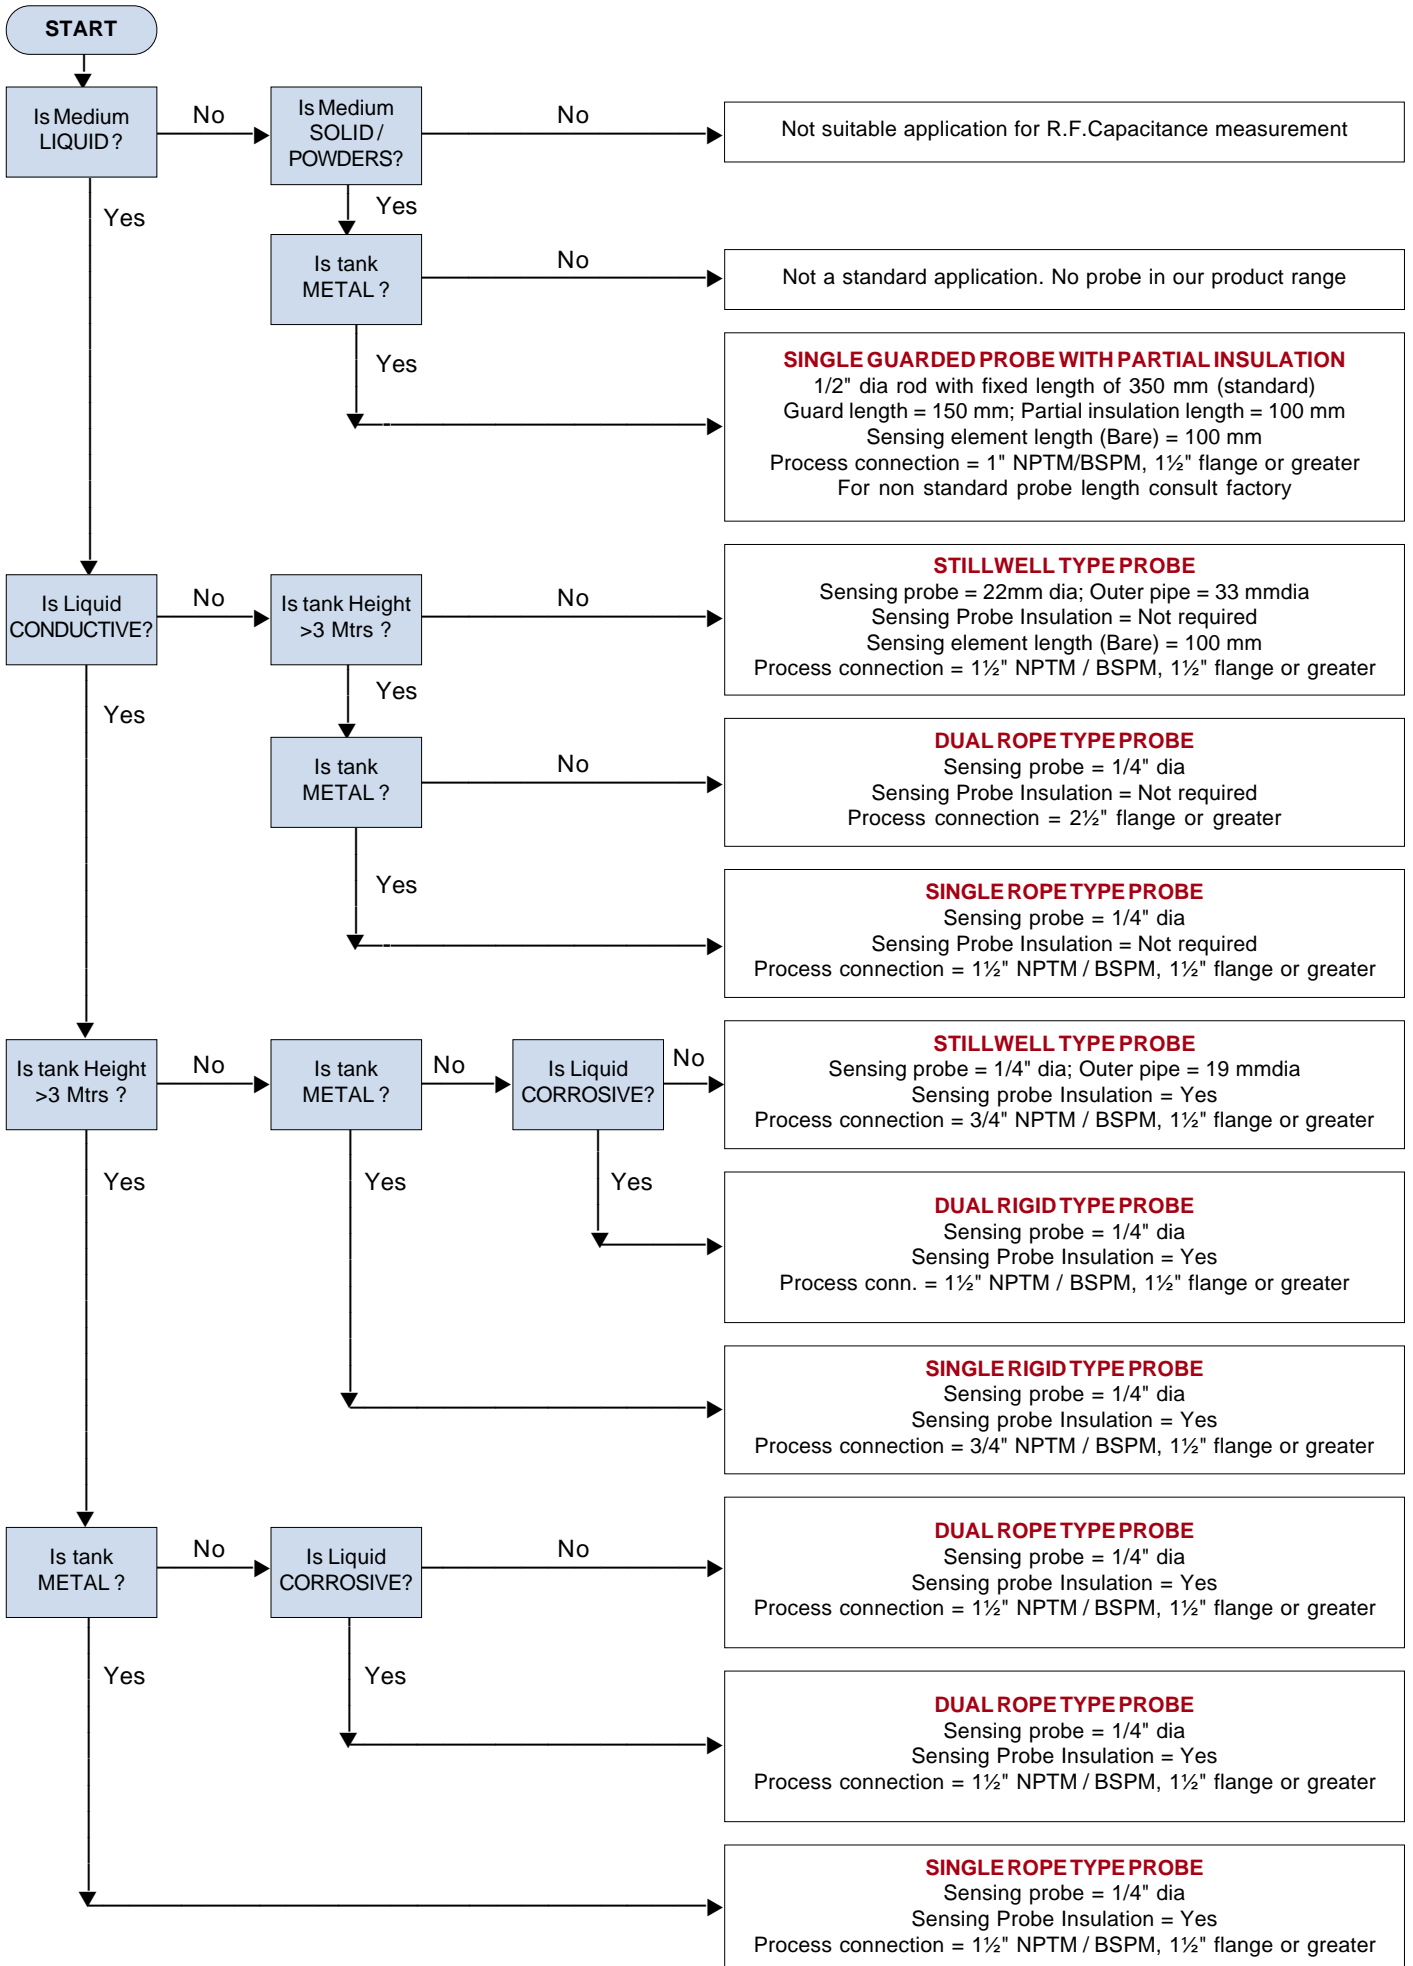 START
Is Medium
LIQUID ?
No
Is Medium
SOLID /
POWDERS?
No
Not suitable application for R.F.Capacitance measurement
Yes
Yes
Is tank
METAL ?
No
Not a standard application. No probe in our product range
Yes
SINGLE GUARDED PROBE WITH PARTIAL INSULATION
1/2" dia rod with fixed length of 350 mm (standard)
Guard length = 150 mm; Partial insulation length = 100 mm
Sensing element length (Bare) = 100 mm
Process connection = 1" NPTM/BSPM, 1½" flange or greater
For non standard probe length consult factory
Is Liquid
CONDUCTIVE?
No
Is tank Height
>3 Mtrs ?
No
STILLWELL TYPE PROBE
Sensing probe = 22mm dia; Outer pipe = 33 mmdia
Sensing Probe Insulation = Not required
Sensing element length (Bare) = 100 mm
Process connection = 1½" NPTM / BSPM, 1½" flange or greater
Yes
Yes
Is tank
METAL ?
No
DUAL ROPE TYPE PROBE
Sensing probe = 1/4" dia
Sensing Probe Insulation = Not required
Process connection = 2½" flange or greater
Yes
SINGLE ROPE TYPE PROBE
Sensing probe = 1/4" dia
Sensing Probe Insulation = Not required
Process connection = 1½" NPTM / BSPM, 1½" flange or greater
Is tank Height
>3 Mtrs ?
No
Is tank
METAL ?
No
Is Liquid
CORROSIVE?
No
STILLWELL TYPE PROBE
Sensing probe = 1/4" dia; Outer pipe = 19 mmdia
Sensing probe Insulation = Yes
Process connection = 3/4" NPTM / BSPM, 1½" flange or greater
Yes
Yes
Yes
DUAL RIGID TYPE PROBE
Sensing probe = 1/4" dia
Sensing Probe Insulation = Yes
Process conn. = 1½" NPTM / BSPM, 1½" flange or greater
SINGLE RIGID TYPE PROBE
Sensing probe = 1/4" dia
Sensing probe Insulation = Yes
Process connection = 3/4" NPTM / BSPM, 1½" flange or greater
Is tank
METAL ?
No
Is Liquid
CORROSIVE?
No
DUAL ROPE TYPE PROBE
Sensing probe = 1/4" dia
Sensing probe Insulation = Yes
Process connection = 1½" NPTM / BSPM, 1½" flange or greater
Yes
Yes
DUAL ROPE TYPE PROBE
Sensing probe = 1/4" dia
Sensing Probe Insulation = Yes
Process connection = 1½" NPTM / BSPM, 1½" flange or greater
SINGLE ROPE TYPE PROBE
Sensing probe = 1/4" dia
Sensing Probe Insulation = Yes
Process connection = 1½" NPTM / BSPM, 1½" flange or greater